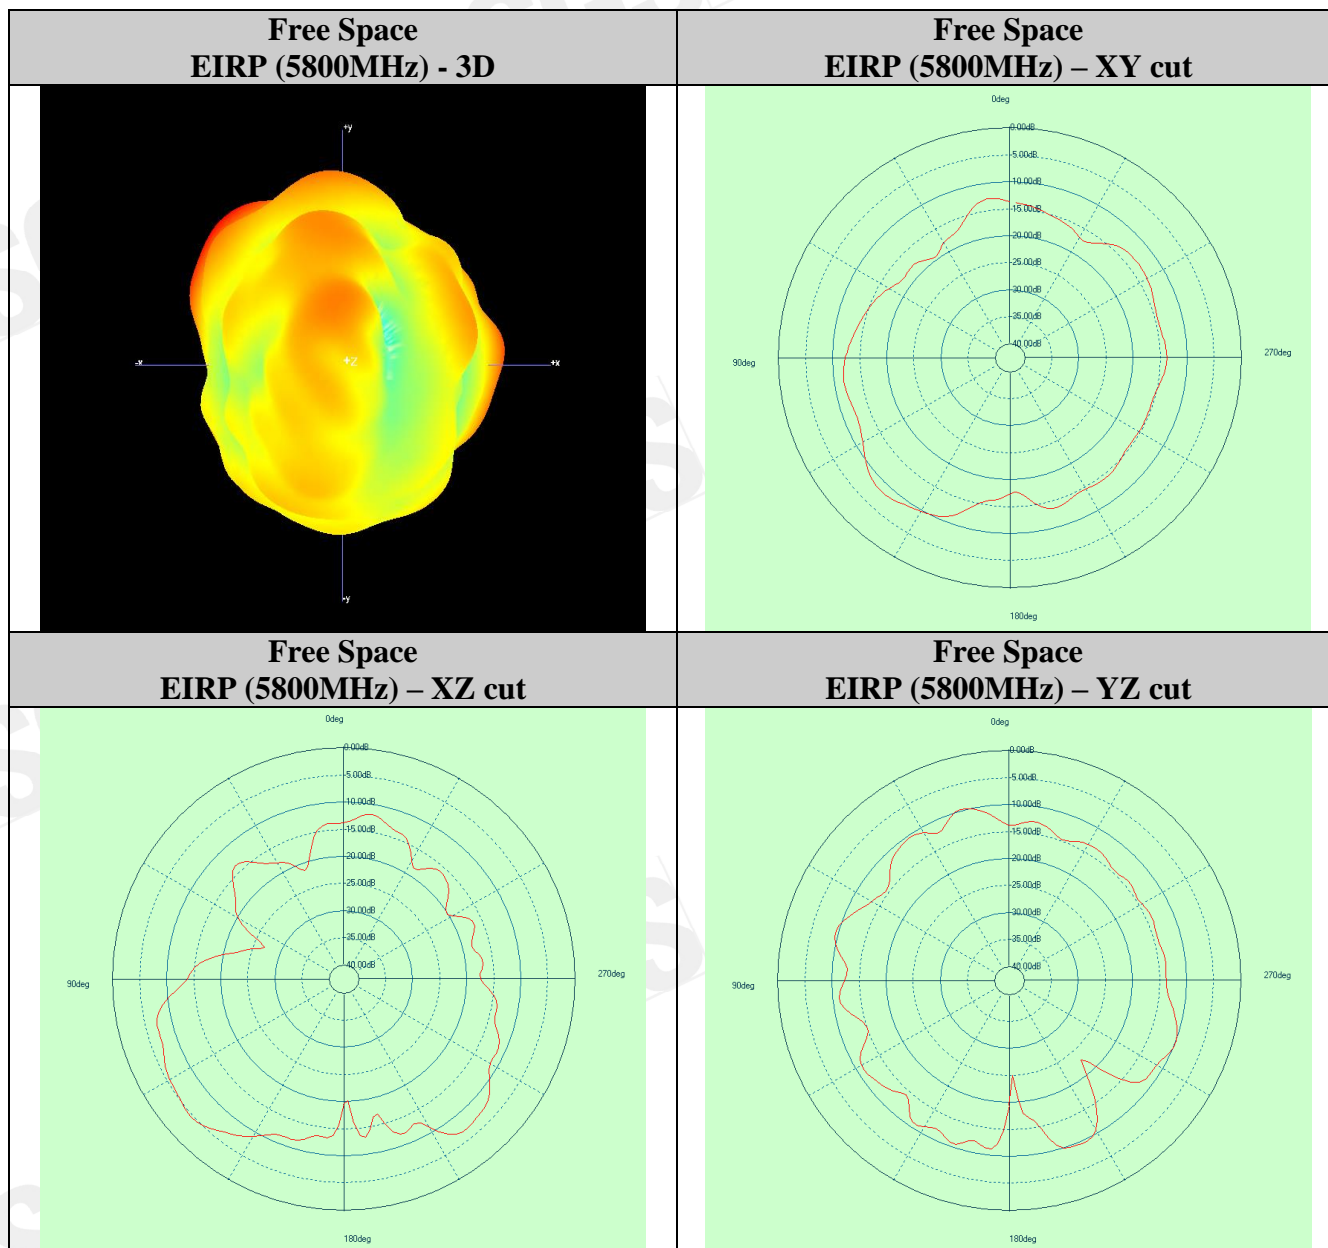 Free Space
EIRP (5800MHz) - 3D
Free Space
EIRP (5800MHz) – XY cut
+y
-x
+z
+x
-y
0deg
0.00dB
-5.00dB
-10.00dB
-15.00dB
-20.00dB
-25.00dB
-30.00dB
-35.00dB
-40.00dB
90deg
270deg
180deg
Free Space
EIRP (5800MHz) – XZ cut
Free Space
EIRP (5800MHz) – YZ cut
0deg
0.00dB
-5.00dB
-10.00dB
-15.00dB
-20.00dB
-25.00dB
-30.00dB
-35.00dB
-40.00dB
90deg
270deg
180deg
0deg
0.00dB
-5.00dB
-10.00dB
-15.00dB
-20.00dB
-25.00dB
-30.00dB
-35.00dB
-40.00dB
90deg
270deg
180deg